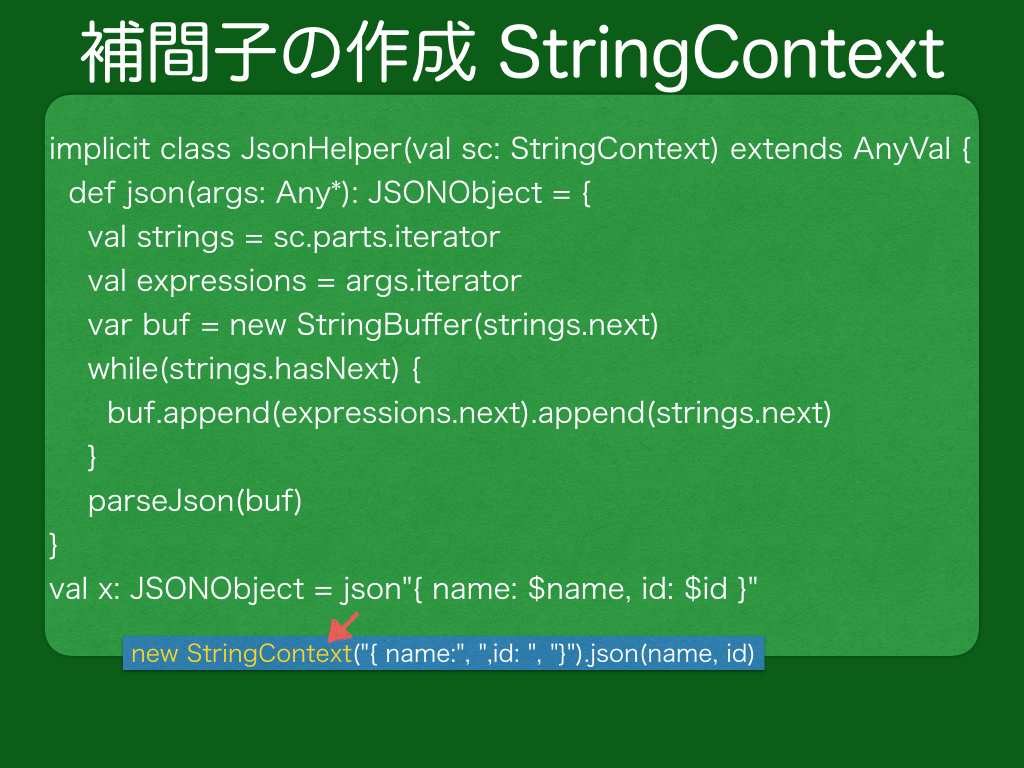 補間子の作成 StringContext
implicit class JsonHelper(val sc: StringContext) extends AnyVal {
def json(args: Any*): JSONObject = {
val strings = sc.parts.iterator
val expressions = args.iterator
var buf = new StringBuffer(strings.next)
while(strings.hasNext) {
buf.append(expressions.next).append(strings.next)
}
parseJson(buf)
}
val x: JSONObject = json"{ name: $name, id: $id }"
new StringContext("{ name:", ",id: ", "}").json(name, id)